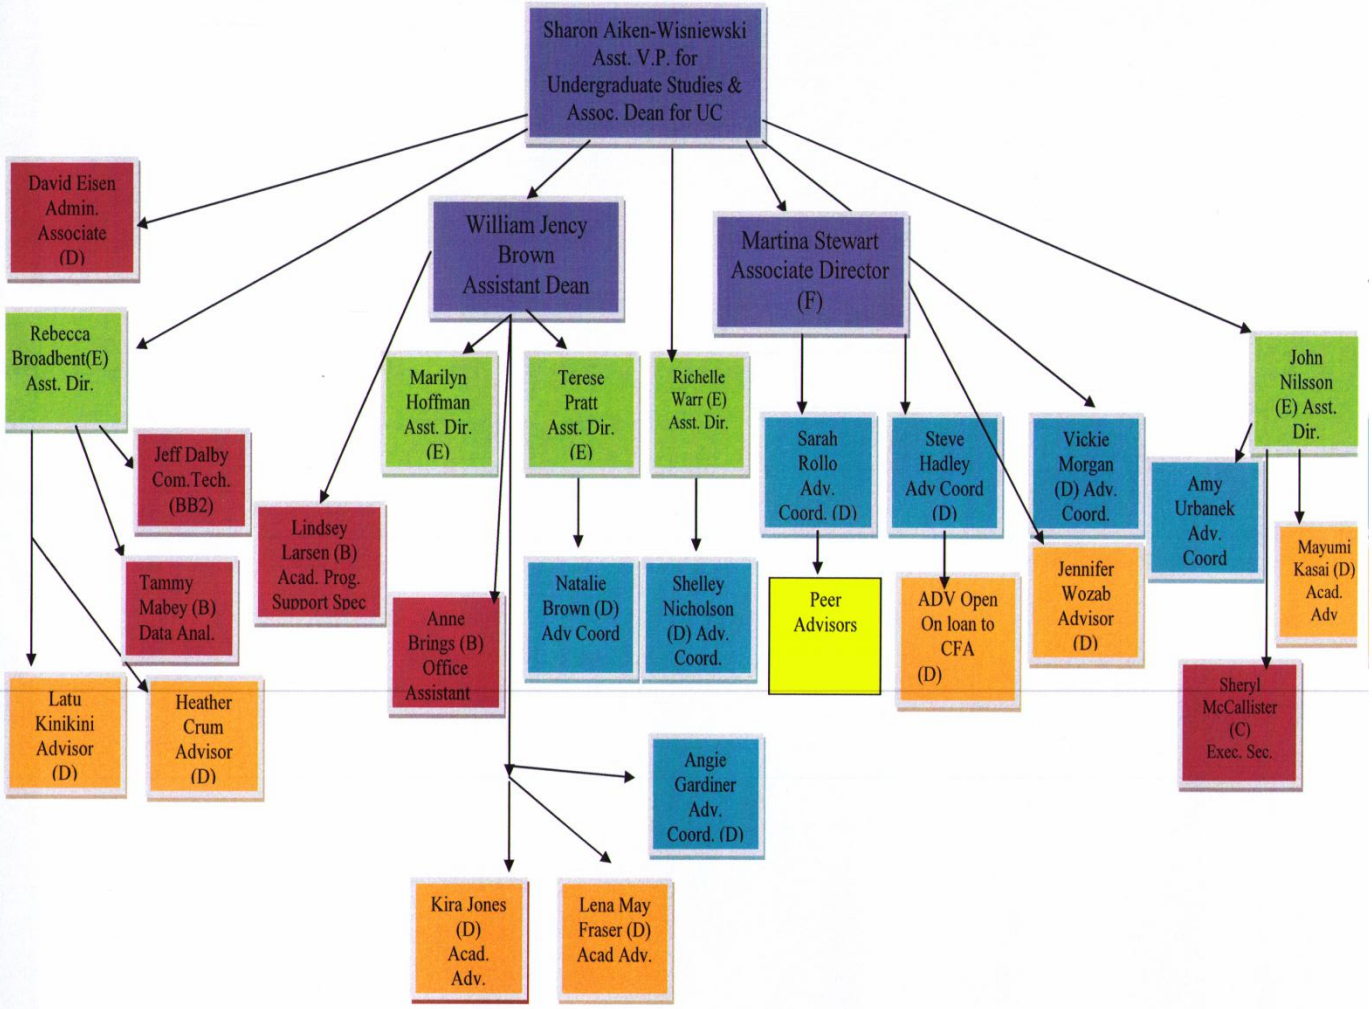 Sharon Aiken-Wisniewski
Asst. V.P. for
Undergraduate Studies &
Assoc. Dean for UC
David Eisen
Admin.
Associate
(D)
William Jency
Brown
Assistant Dean
Martina Stewart
Associate Director
(F)
Rebecca
Broadbent(E)
Asst. Dir.
Marilyn
Hoffman
Asst. Dir.
(E)
Terese
Pratt
Asst. Dir.
(E)
Richelle
Warr (E)
Asst. Dir.
John
Nilsson
(E) Asst.
Dir.
Jeff Dalby
Com.Tech.
(BB2)
Lindsey
Larsen (B)
Acad. Prog.
Support Spec
Sarah
Rollo
Adv.
Coord. (D)
Steve
Hadley
Adv Coord
(D)
Vickie
Morgan
(D) Adv.
Coord.
Amy
Urbanek
Adv.
Coord
Mayumi
Kasai (D)
Acad.
Adv
Tammy
Mabey (B)
Data Anal.
Anne
Brings (B)
Office
Assistant
Natalie
Brown (D)
Adv Coord
Shelley
Nicholson
(D) Adv.
Coord.
Peer
Advisors
ADV Open
On loan to
CFA
(D)
Jennifer
Wozab
Advisor
(D)
Sheryl
McCallister
(C)
Exec. Sec.
Latu
Kinikini
Advisor
(D)
Heather
Crum
Advisor
(D)
Angie
Gardiner
Adv.
Coord. (D)
Kira Jones
(D)
Acad.
Adv.
Lena May
Fraser (D)
Acad Adv.